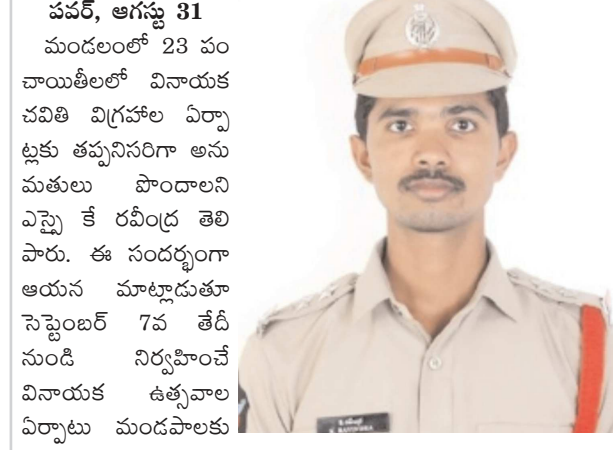 పవర్, ఆగస్టు 31
మండలంలో 23 పం
చాయితీలలో వినాయక
చవితి విగ్రహాల ఏర్పా
ట్లకు తప్పనిసరిగా అను
మతులు పొందాలని
ఎస్సై కే రవీంద్ర తెలి
పారు. ఈ సందర్భంగా
ఆయన మాట్లాడుతూ
సెప్టెంబర్ 7వ తేదీ
నుండి నిర్వహించే
వినాయక ఉత్సవాల
ఏర్పాటు మండపాలకు